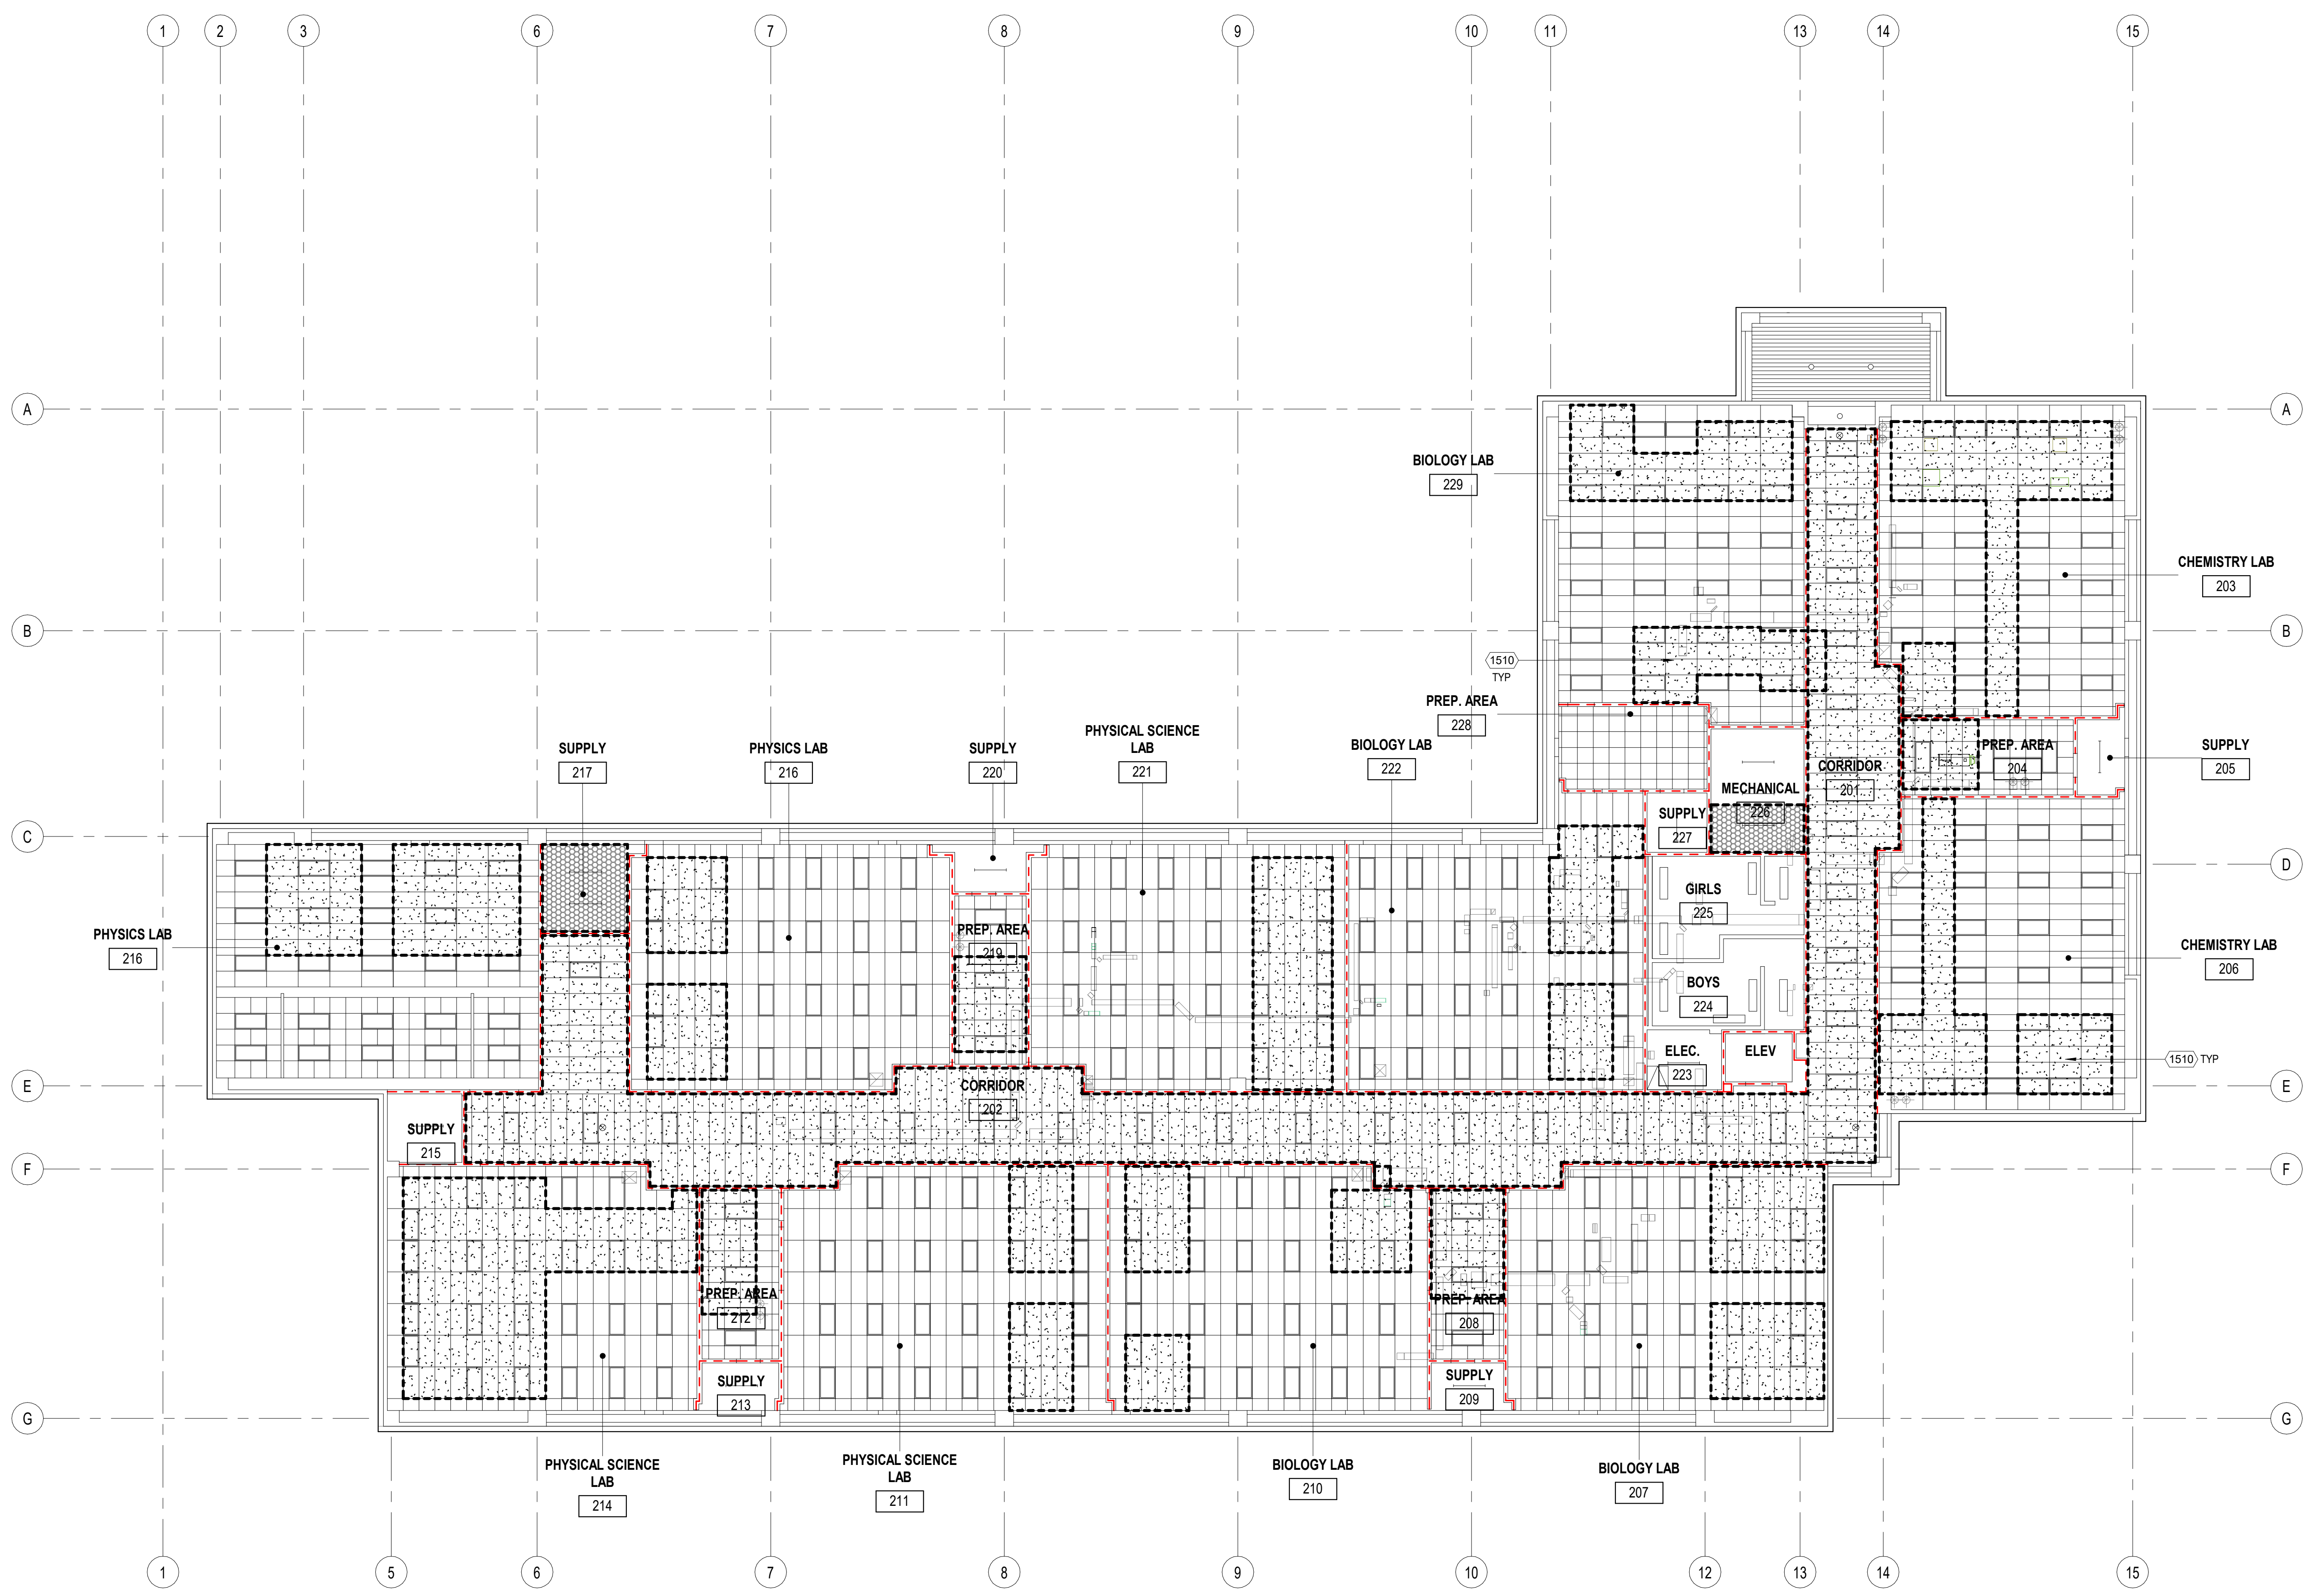 1 2 3 6 7 8 9 10 11 13 14 15
A A
BIOLOGY LAB
229
CHEMISTRY LAB
203
B B
1510
TYP
PREP. AREA
228
PHYSICAL SCIENCE
LAB
221
BIOLOGY LAB
222
SUPPLY
217
PHYSICS LAB
216
SUPPLY
220
PREP. AREA
204
SUPPLY
205
CORRIDOR
201
MECHANICAL
226
SUPPLY
227
C
D
GIRLS
225
PHYSICS LAB
216
PREP. AREA
219
CHEMISTRY LAB
206
BOYS
224
ELEC.
223
ELEV
1510 TYP
E E
CORRIDOR
202
SUPPLY
215
F F
PREP. AREA
212
PREP. AREA
208
SUPPLY
213
SUPPLY
209
G G
PHYSICAL SCIENCE
LAB
214
PHYSICAL SCIENCE
LAB
211
BIOLOGY LAB
210
BIOLOGY LAB
207
1 5 6 7 8 9 10 12 13 14 15